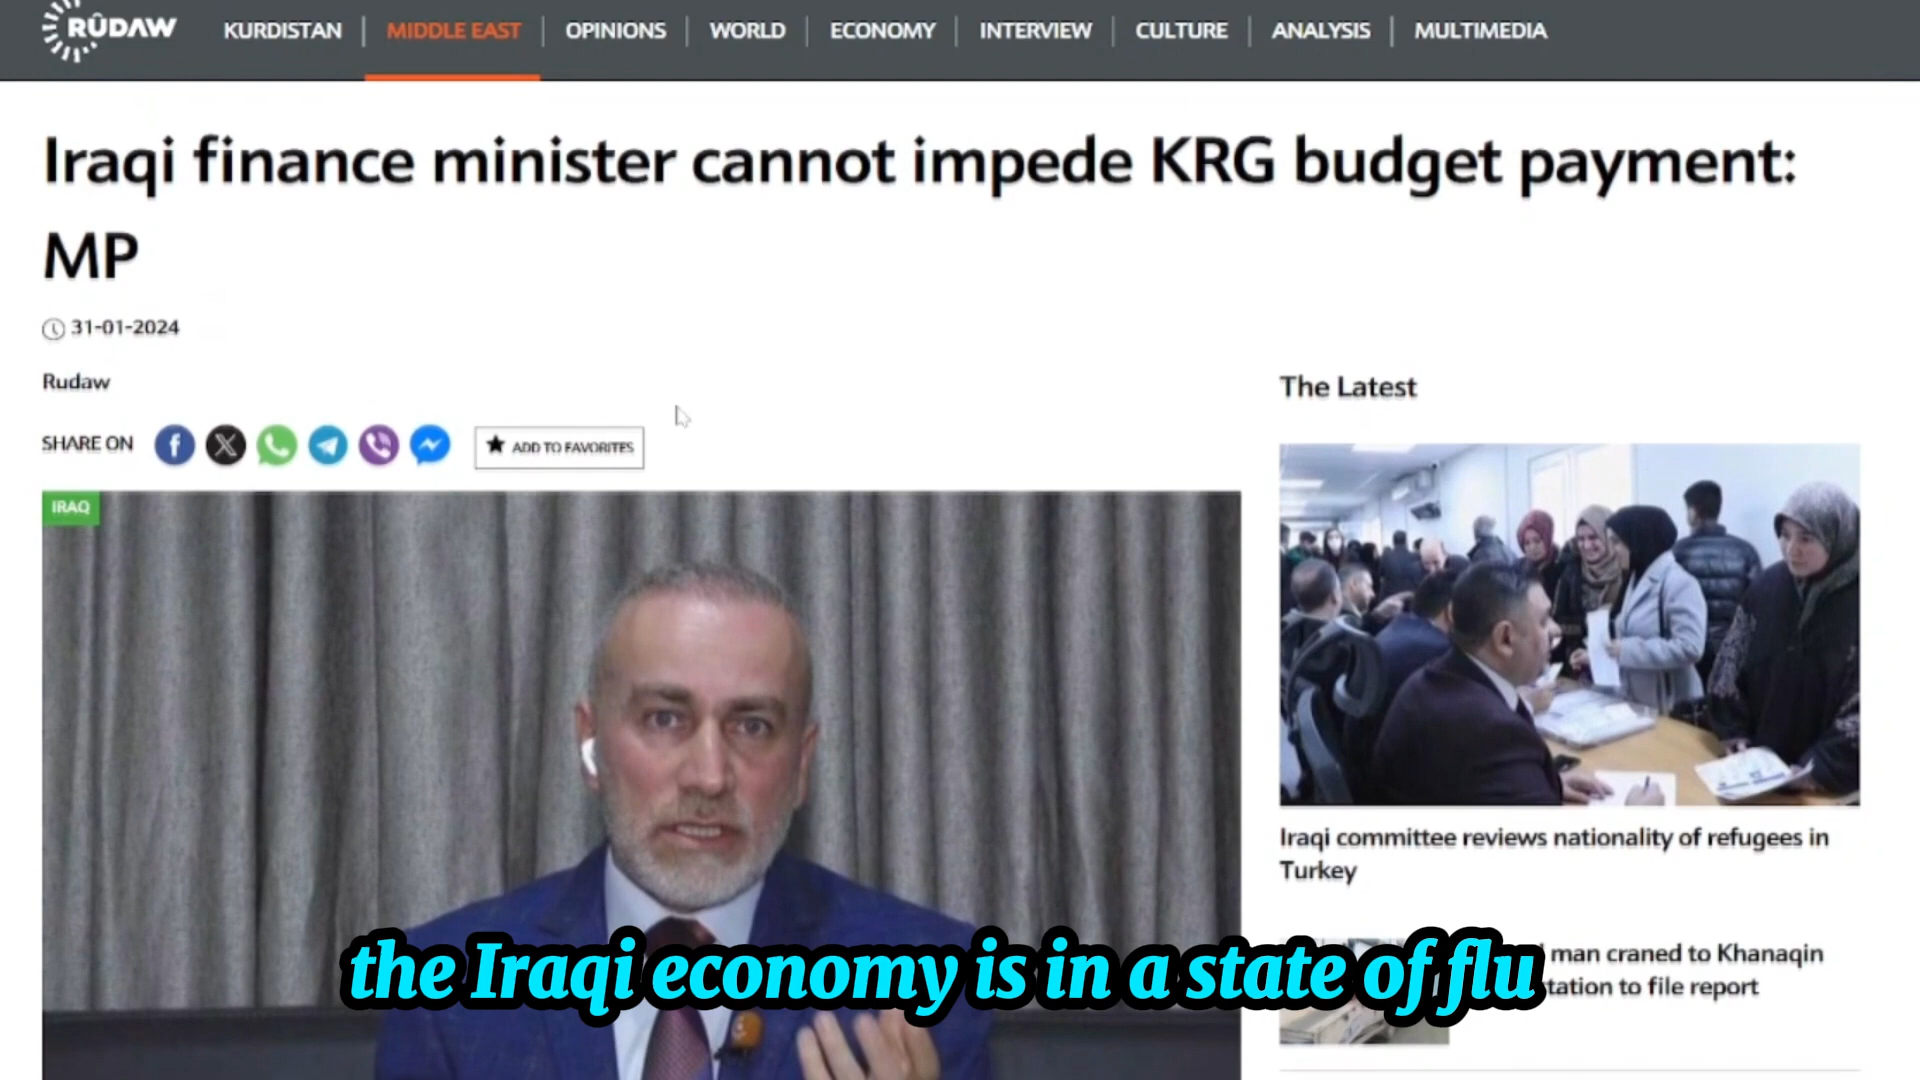 RÛDAW
KURDISTAN
MIDDLE EAST
OPINIONS
WORLD
ECONOMY
INTERVIEW
CULTURE
ANALYSIS
MULTIMEDIA
Iraqi finance minister cannot impede KRG budget payment:
MP
31-01-2024
Rudaw
SHARE ON
ADD TO FAVORITES
IRAQ
The Latest
Iraqi committee reviews nationality of refugees in
Turkey
man craned to Khanaqin
tation to file report
the Iraqi economy is in a state of flu